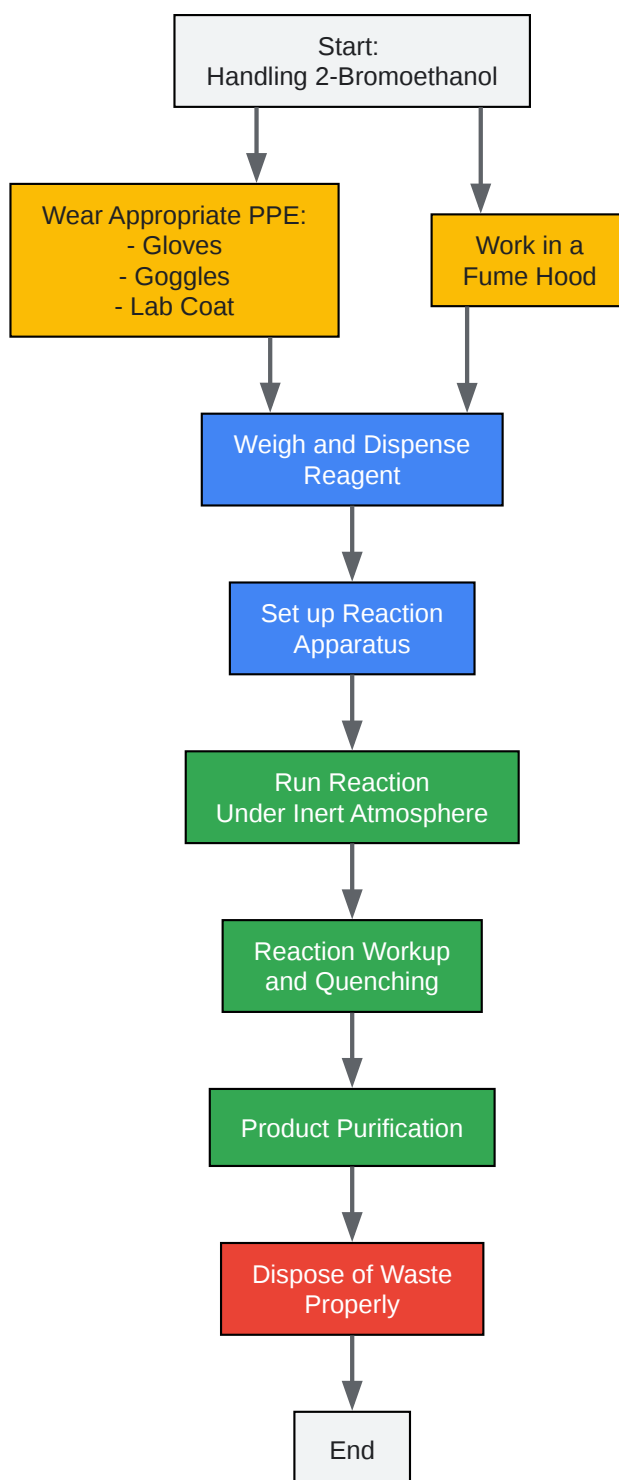 Start:
Handling 2-Bromoethanol
Wear Appropriate PPE:
- Gloves
- Goggles
- Lab Coat
Work in a
Fume Hood
Weigh and Dispense
Reagent
Set up Reaction
Apparatus
Run Reaction
Under Inert Atmosphere
Reaction Workup
and Quenching
Product Purification
Dispose of Waste
Properly
End